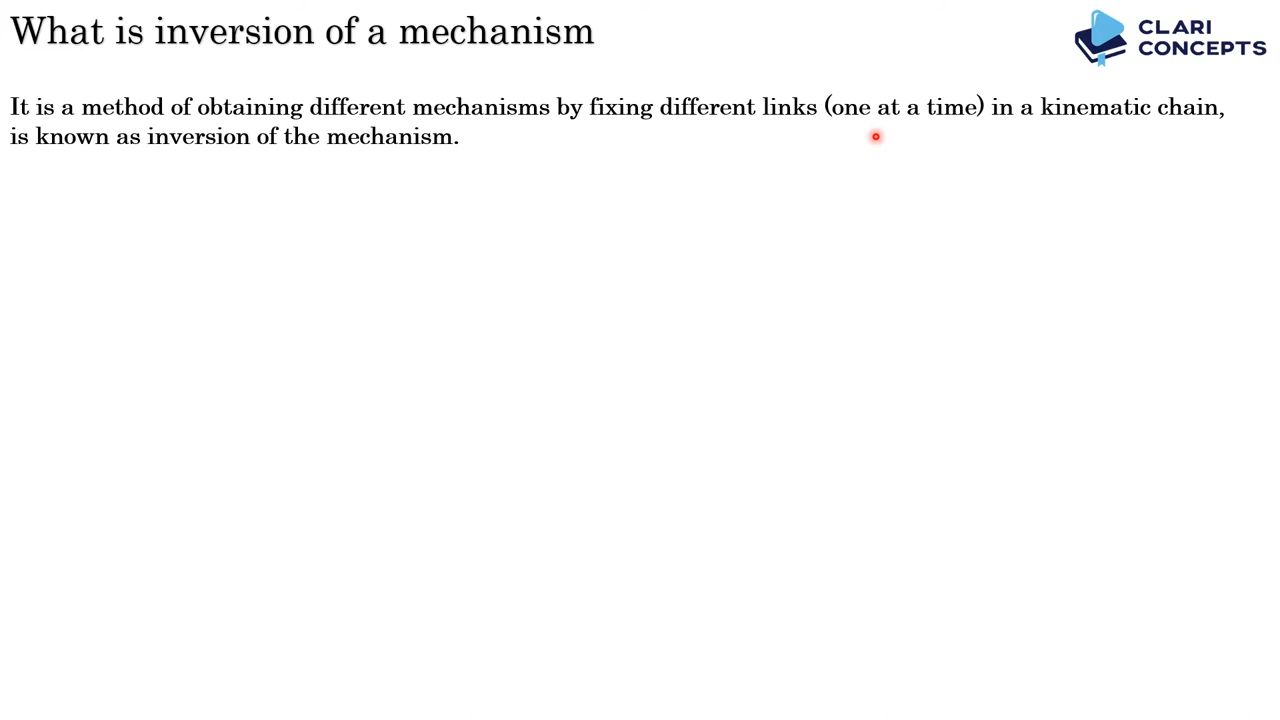 What is inversion of a mechanism
CLARI
CONCEPTS
It is a method of obtaining different mechanisms by fixing different links (one at a time) in a kinematic chain,
is known as inversion of the mechanism.